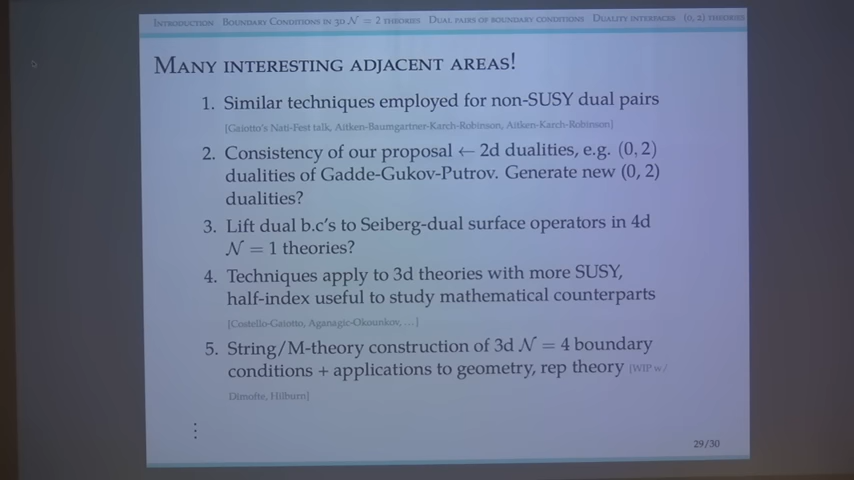 INTRODUCTION BOUNDARY CONDITIONS IN 3D N = 2 THEORIES DUAL PAIRS OF BOUNDARY CONDITIONS DUALITY INTERFACES (0, 2) THEORIES
MANY INTERESTING ADJACENT AREAS!
1. Similar techniques employed for non-SUSY dual pairs
[Gaiotto's Nati-Fest talk, Aitken-Baumgartner-Karch-Robinson, Aitken-Karch-Robinson]
2. Consistency of our proposal ← 2d dualities, e.g. (0, 2)
dualities of Gadde-Gukov-Putrov. Generate new (0, 2)
dualities?
3. Lift dual b.c's to Seiberg-dual surface operators in 4d
N = 1 theories?
4. Techniques apply to 3d theories with more SUSY,
half-index useful to study mathematical counterparts
[Costello-Gaiotto, Aganagic-Okounkov, ...]
5. String/M-theory construction of 3d N = 4 boundary
conditions + applications to geometry, rep theory [WIP w/
Dimofte, Hilburn]
⋮
29/30